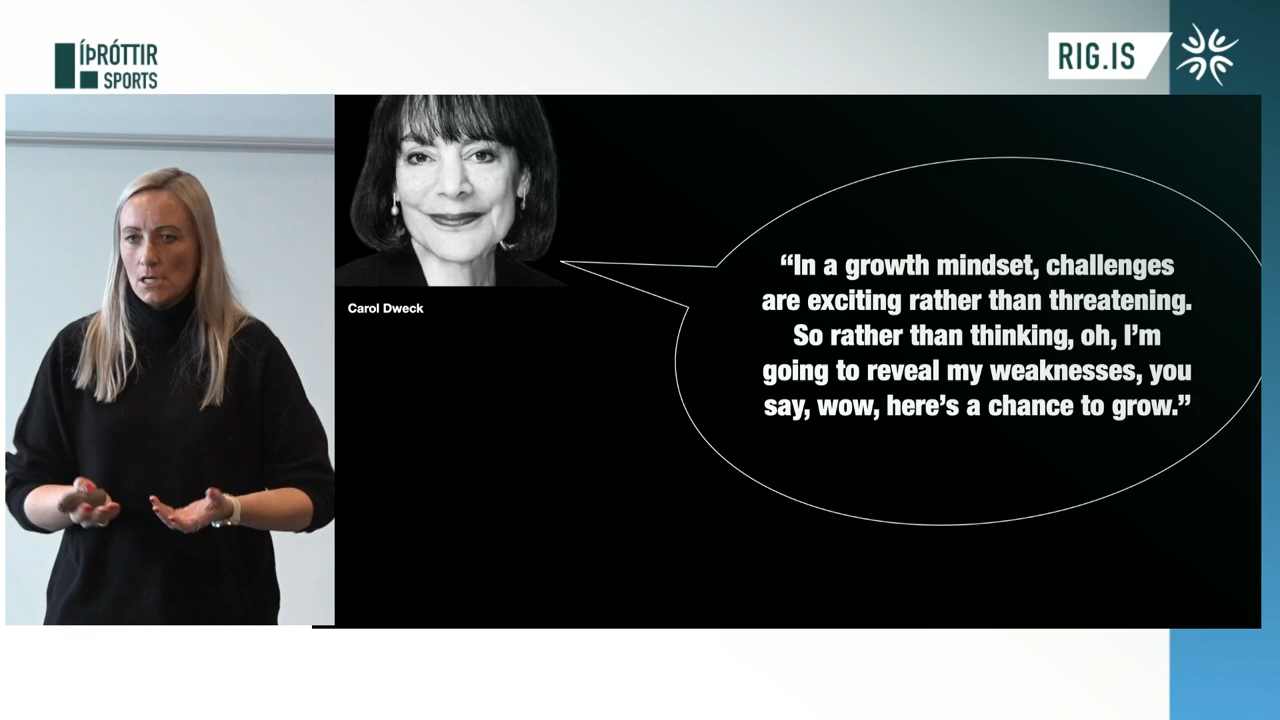 ÍÞRÓTTIR
SPORTS
RIG.IS
Carol Dweck
“In a growth mindset, challenges
are exciting rather than threatening.
So rather than thinking, oh, I’m
going to reveal my weaknesses, you
say, wow, here’s a chance to grow.”